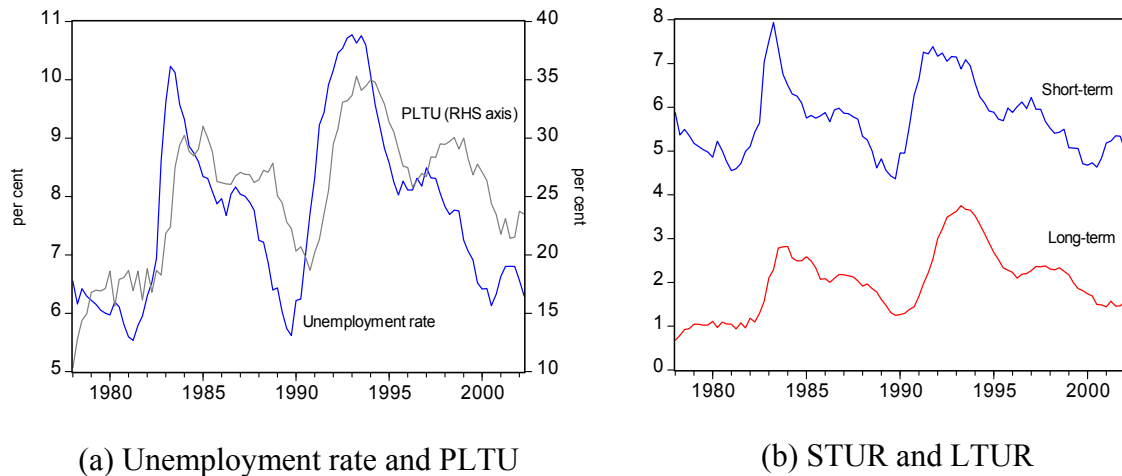 11
10
9
8
7
6
5
per cent
40
35
30
25
20
15
10
per cent
PLTU (RHS axis)
Unemployment rate
1980 1985 1990 1995 2000
(a) Unemployment rate and PLTU
8
7
6
5
4
3
2
1
0
Short-term
Long-term
1980 1985 1990 1995 2000
(b) STUR and LTUR